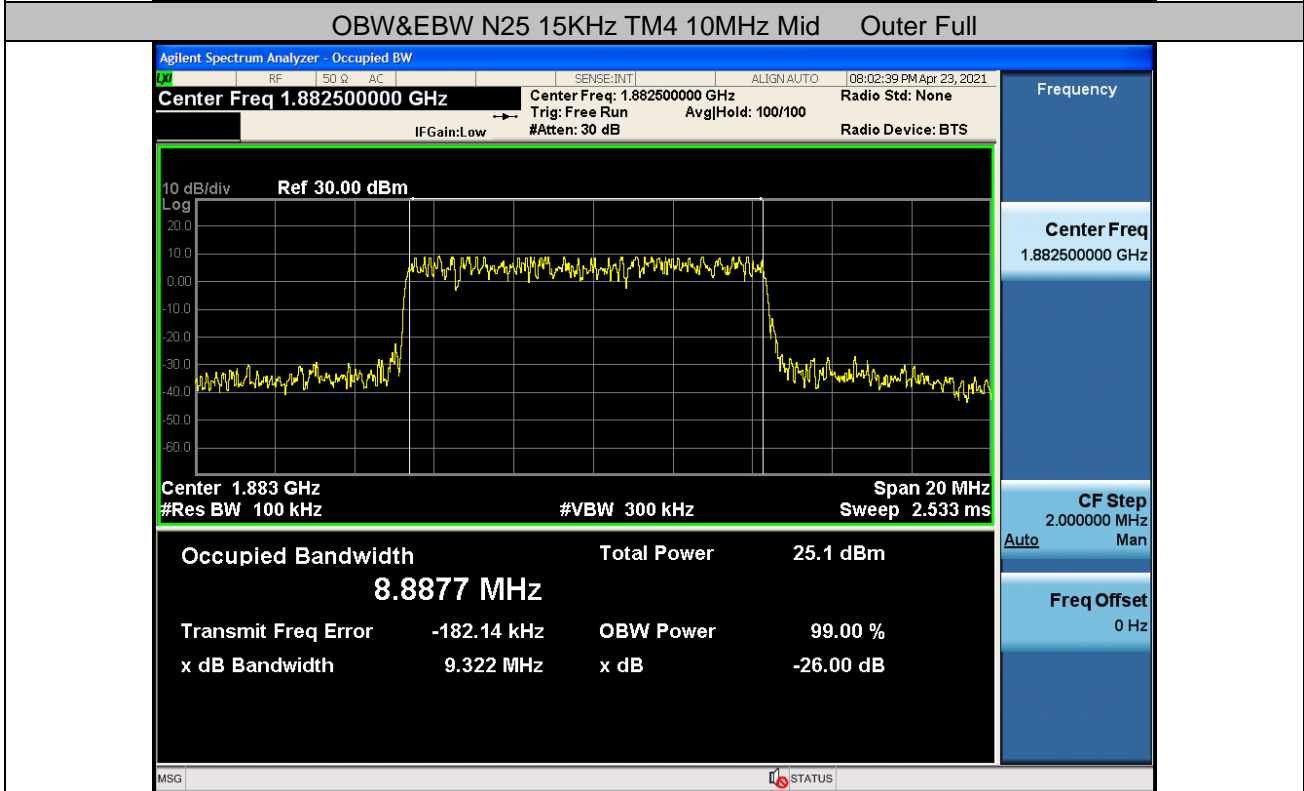 OBW&EBW N25 15KHz TM4 10MHz Mid Outer Full
Agilent Spectrum Analyzer - Occupied BW
LXI RF 50 Ω AC SENSE:INT ALIGN AUTO 08:02:39 PM Apr 23, 2021
Center Freq 1.882500000 GHz
Center Freq: 1.882500000 GHz
Radio Std: None
Trig: Free Run Avg|Hold: 100/100
IFGain:Low #Atten: 30 dB
Radio Device: BTS
10 dB/div Ref 30.00 dBm
Log
20.0
10.0
0.00
-10.0
-20.0
-30.0
-40.0
-50.0
-60.0
Center 1.883 GHz Span 20 MHz
#Res BW 100 kHz #VBW 300 kHz Sweep 2.533 ms
Occupied Bandwidth
8.8877 MHz
Total Power 25.1 dBm
Transmit Freq Error -182.14 kHz OBW Power 99.00 %
x dB Bandwidth 9.322 MHz x dB -26.00 dB
Frequency
Center Freq
1.882500000 GHz
CF Step
2.000000 MHz
Auto Man
Freq Offset
0 Hz
MSG STATUS